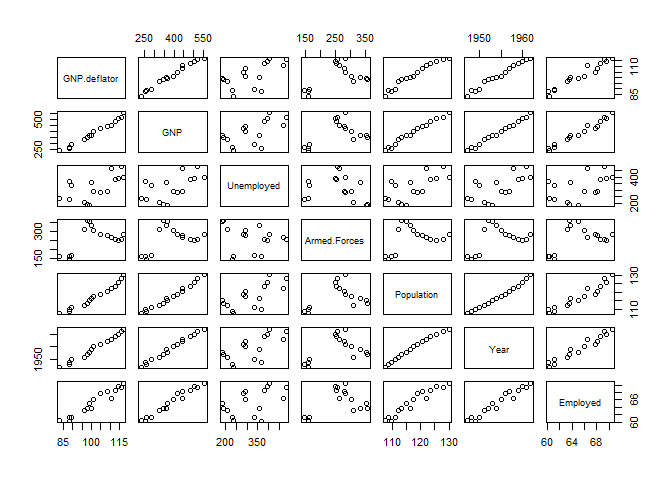 250 400 550 150 250 350 1950 1960
GNP.deflator 85 100 110
250 500 GNP
Unemployed 200 400
150 300 Armed.Forces
Population 110 130
1950 Year
Employed 60 66
85 100 115 200 350 110 120 130 60 64 68